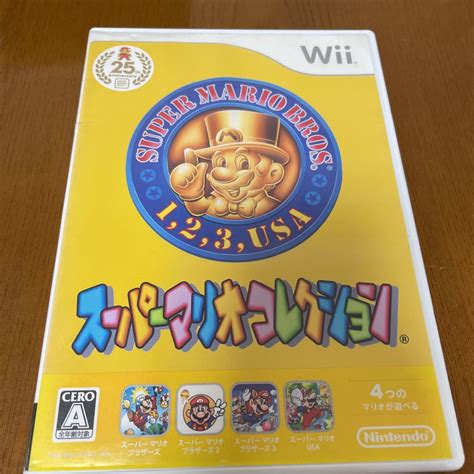 25th
Anniversary
Wii
SUPER MARIO BROS.
1, 2, 3, USA
スーパーマリオコレクション®
CERO
A
全年齢対象
スーパー マリオ
ブラザーズ
スーパー マリオ
ブラザーズ 2
スーパー マリオ
ブラザーズ 3
スーパー マリオ
USA
4つの
マリオが遊べる
Nintendo